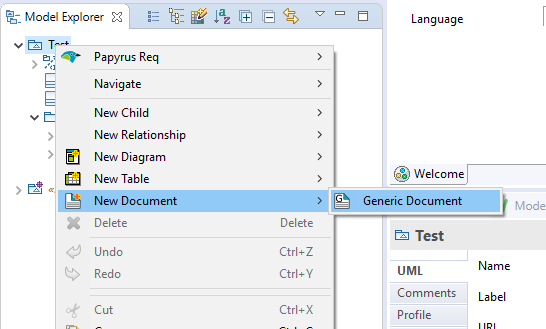 Model Explorer
Language
Test
Papyrus Req
Navigate
New Child
New Relationship
New Diagram
New Table
New Document
Generic Document
Delete Delete
Undo Ctrl+Z
Redo Ctrl+Y
Cut Ctrl+X
Welcome
Mode
Test
UML
Comments
Profile
Name
Label
URI